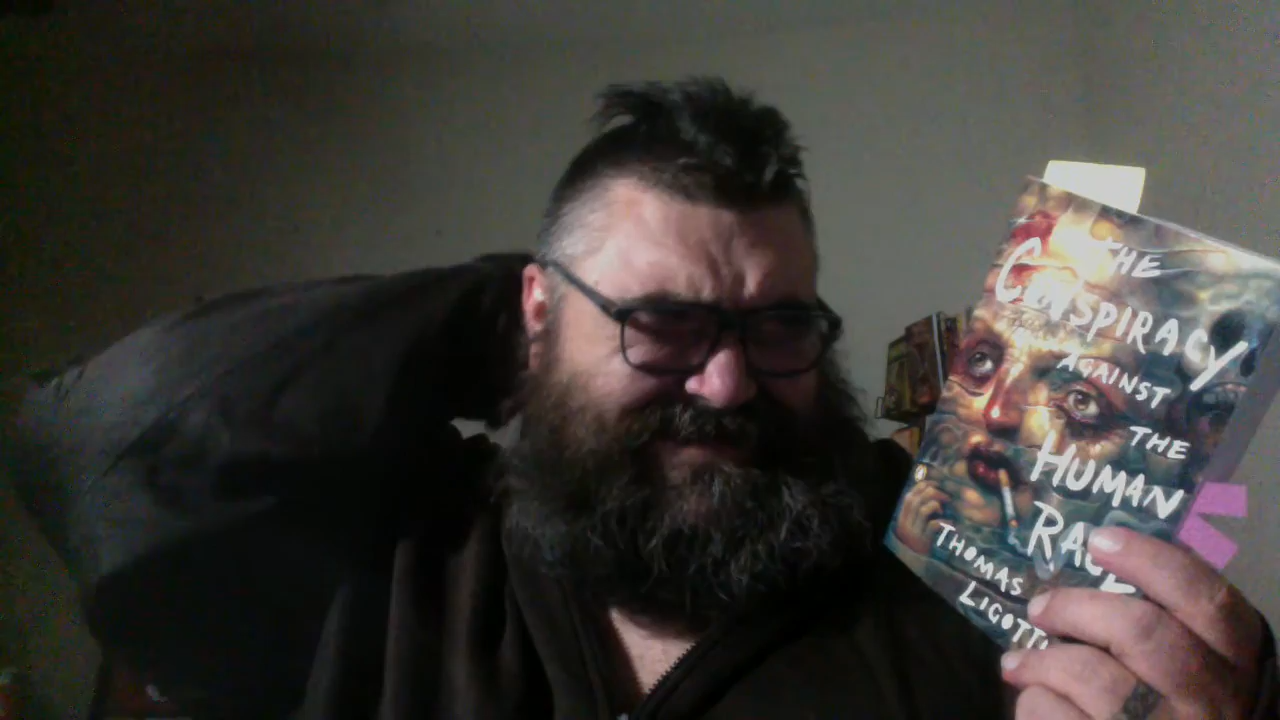 THE
CONSPIRACY
AGAINST
THE
HUMAN
RACE
THOMAS
LIGOTTI